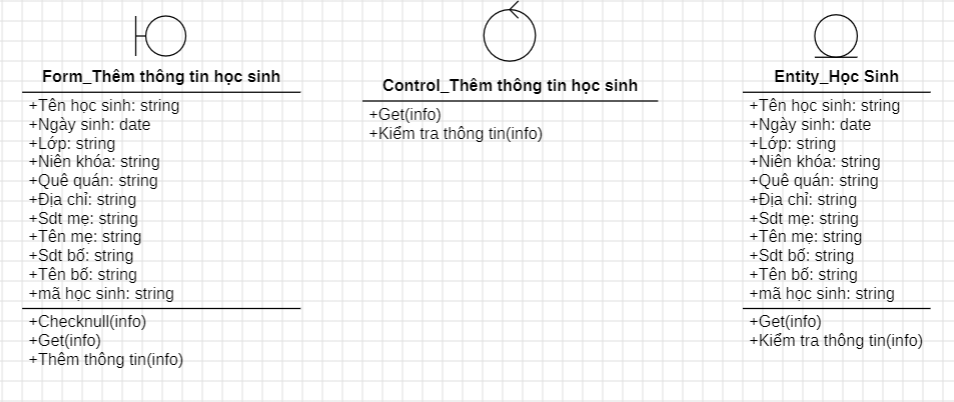 Form_Thêm thông tin học sinh
+Tên học sinh: string
+Ngày sinh: date
+Lớp: string
+Niên khóa: string
+Quê quán: string
+Địa chỉ: string
+Sdt mẹ: string
+Tên mẹ: string
+Sdt bố: string
+Tên bố: string
+mã học sinh: string
+Checknull(info)
+Get(info)
+Thêm thông tin(info)
Control_Thêm thông tin học sinh
+Get(info)
+Kiểm tra thông tin(info)
Entity_Học Sinh
+Tên học sinh: string
+Ngày sinh: date
+Lớp: string
+Niên khóa: string
+Quê quán: string
+Địa chỉ: string
+Sdt mẹ: string
+Tên mẹ: string
+Sdt bố: string
+Tên bố: string
+mã học sinh: string
+Get(info)
+Kiểm tra thông tin(info)